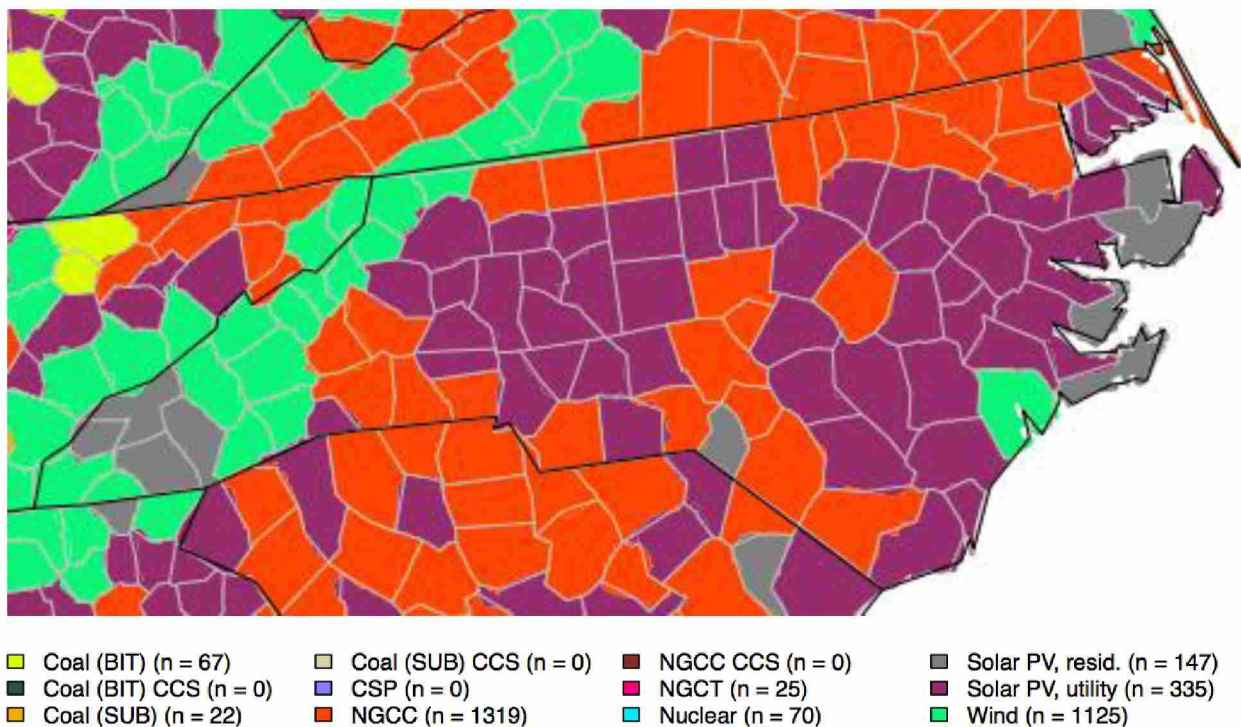 Coal (BIT) (n = 67) Coal (SUB) CCS (n = 0) NGCC CCS (n = 0) Solar PV, resid. (n = 147)
Coal (BIT) CCS (n = 0) CSP (n = 0) NGCT (n = 25) Solar PV, utility (n = 335)
Coal (SUB) (n = 22) NGCC (n = 1319) Nuclear (n = 70) Wind (n = 1125)